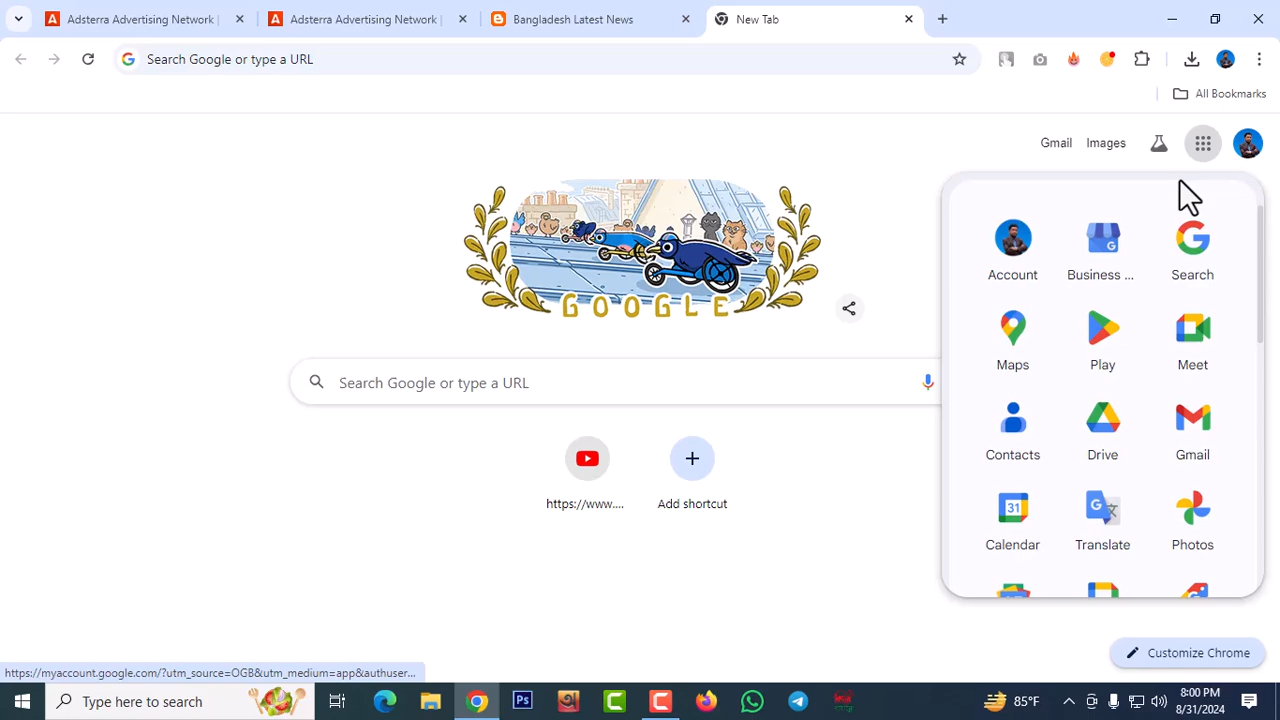 Adsterra Advertising Network |
Adsterra Advertising Network |
Bangladesh Latest News
New Tab
Search Google or type a URL
All Bookmarks
Gmail
Images
GOOGLE
Account
Business ...
Search
Maps
Play
Meet
Search Google or type a URL
Contacts
Drive
Gmail
31
Calendar
Translate
Photos
https://www....
Add shortcut
Customize Chrome
https://myaccount.google.com/?utm_source=OGB&utm_medium=app&authuser...
Type here to search
Ps
85°F
8:00 PM
8/31/2024